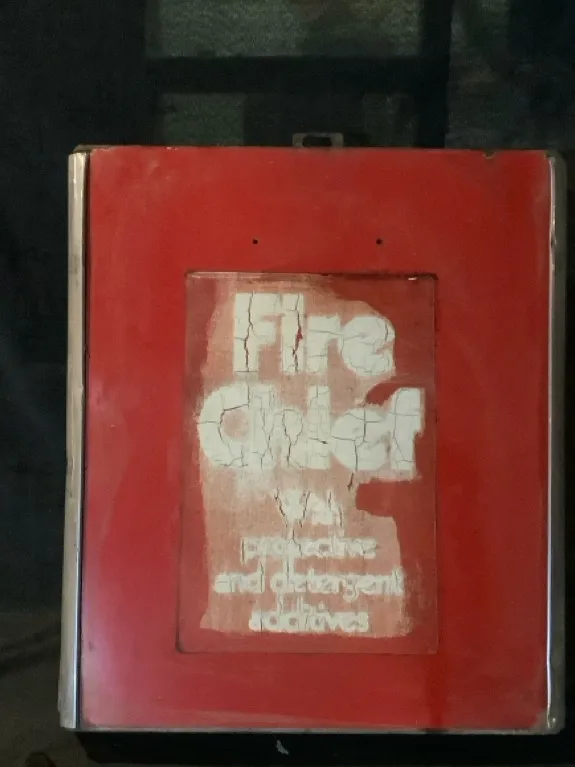 Fire
Chief
With
protective
and detergent
additives